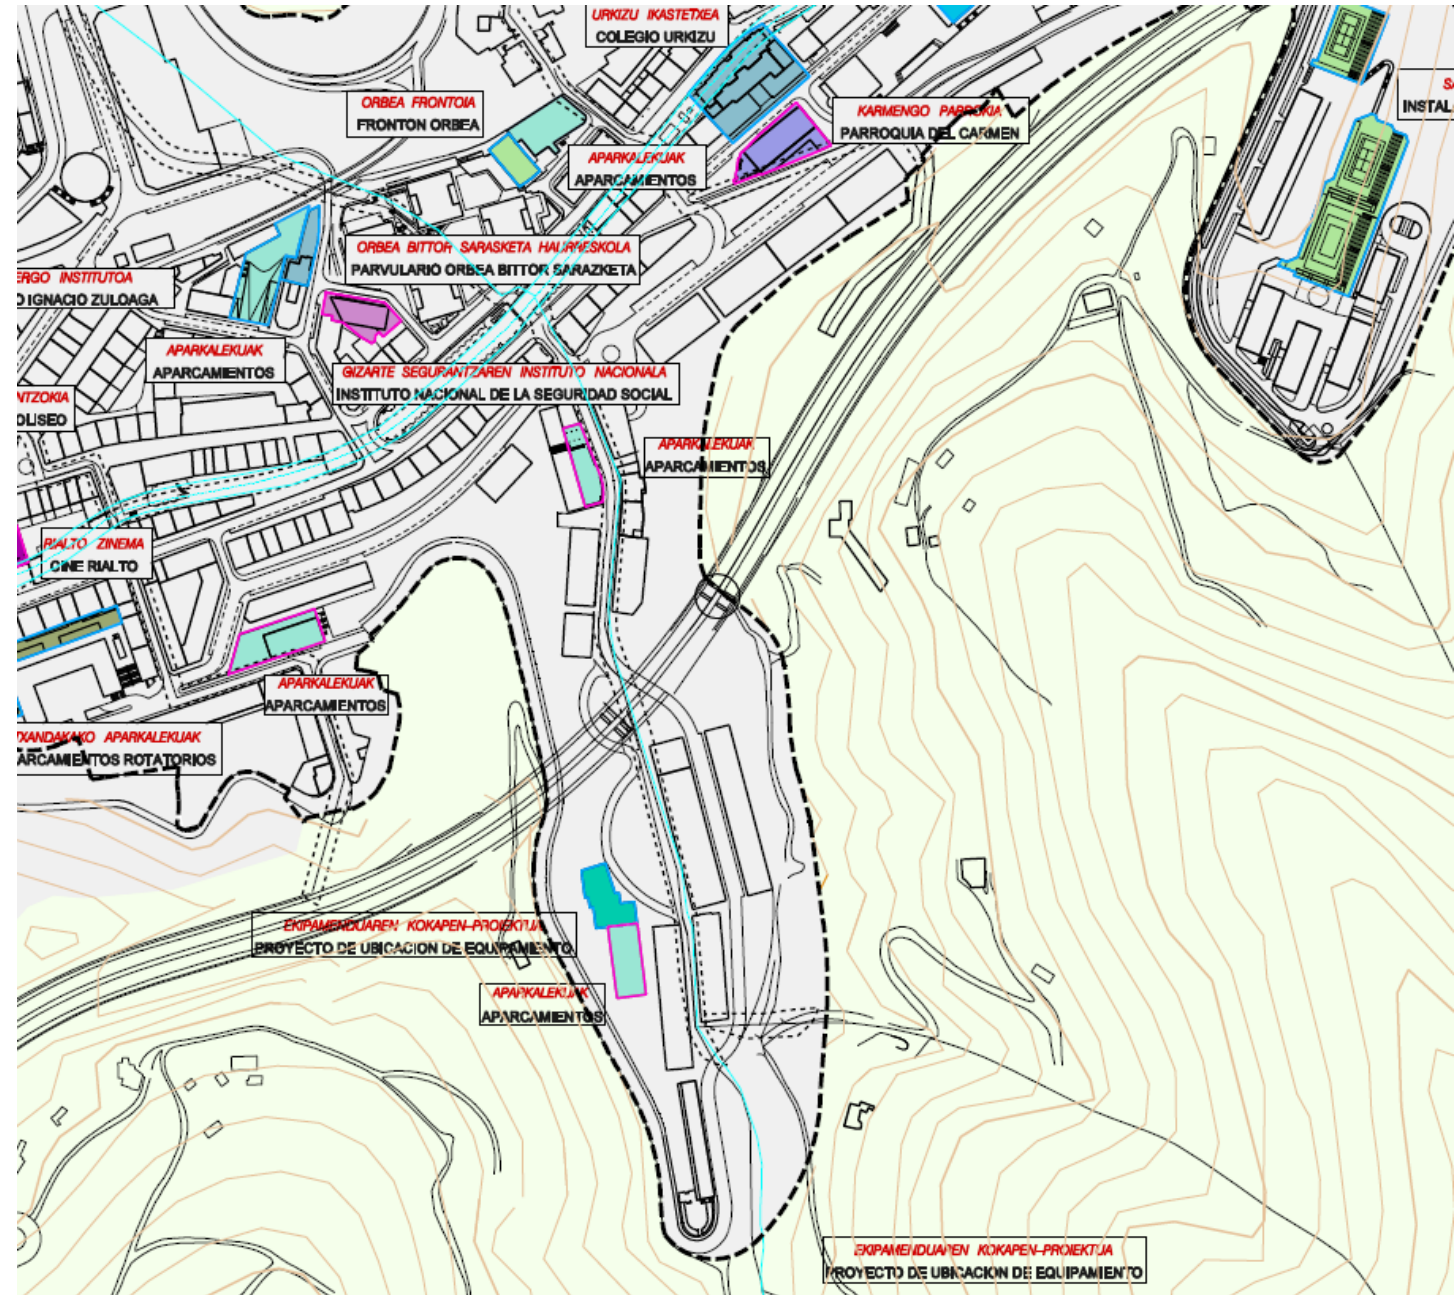 URKIZU IKASTETXEA
COLEGIO URKIZU
ORBEA FRONTOIA
FRONTON ORBEA
KARMENGO PARROKIA
PARROQUIA DEL CARMEN
INSTAL
APARKALEKUAK
APARCAMIENTOS
ORBEA BITTOR SARASKETA HAURRESKOLA
PARVULARIO ORBEA BITTOR SARAZKETA
ERGO INSTITUTOA
O IGNACIO ZULOAGA
APARKALEKUAK
APARCAMIENTOS
GIZARTE SEGURANTZAREN INSTITUTO NACIONALA
INSTITUTO NACIONAL DE LA SEGURIDAD SOCIAL
NTZOKIA
OLISEO
APARKALEKUAK
APARCAMIENTOS
RIALTO ZINEMA
CINE RIALTO
APARKALEKUAK
APARCAMIENTOS
TXANDAKAKO APARKALEKUAK
ARCAMIENTOS ROTATORIOS
EKIPAMENDUAREN KOKAPEN-PROIEKTUA
PROYECTO DE UBICACION DE EQUIPAMIENTO
APARKALEKUAK
APARCAMIENTOS
EKIPAMENDUAREN KOKAPEN-PROIEKTUA
PROYECTO DE UBICACION DE EQUIPAMIENTO